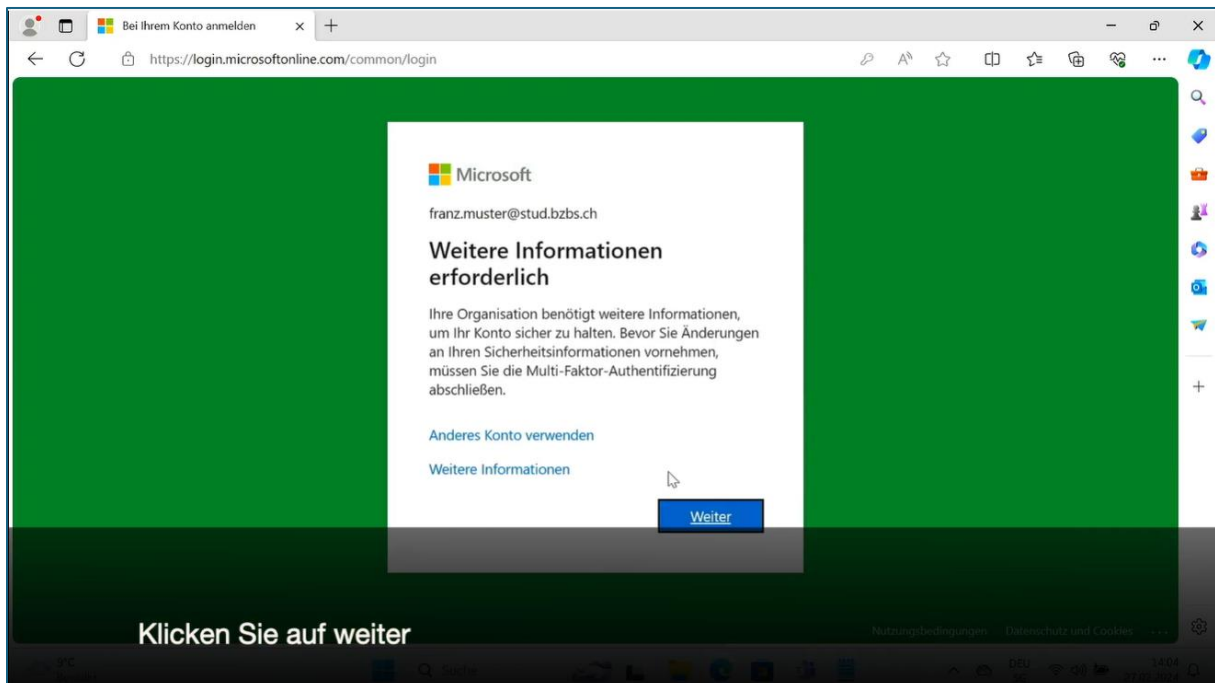 Bei Ihrem Konto anmelden
https://login.microsoftonline.com/common/login
Microsoft
franz.muster@stud.bzbs.ch
Weitere Informationen
erforderlich
Ihre Organisation benötigt weitere Informationen,
um Ihr Konto sicher zu halten. Bevor Sie Änderungen
an Ihren Sicherheitsinformationen vornehmen,
müssen Sie die Multi-Faktor-Authentifizierung
abschließen.
Anderes Konto verwenden
Weitere Informationen
Weiter
Klicken Sie auf weiter
Nutzungsbedingungen Datenschutz und Cookies ...
9°C
Suche
DEU
14:04